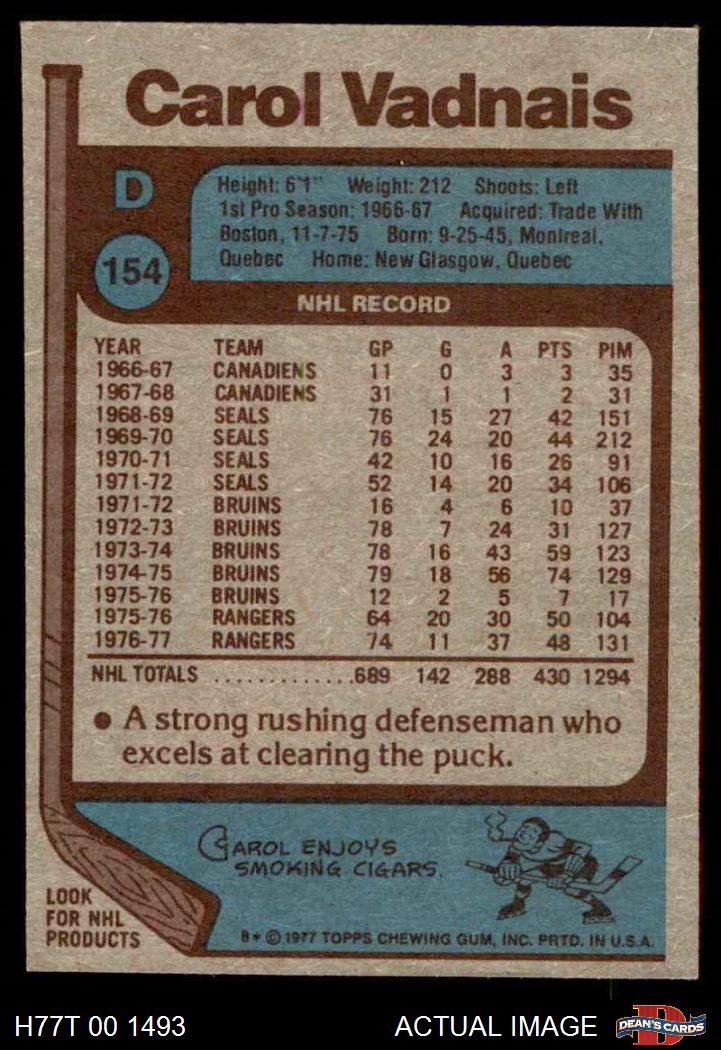 Carol Vadnais
D
154
Height: 6'1" Weight: 212 Shoots: Left
1st Pro Season: 1966-67 Acquired: Trade With
Boston, 11-7-75 Born: 9-25-45, Montreal,
Quebec Home: New Glasgow, Quebec
NHL RECORD
YEAR TEAM GP G A PTS PIM
1966-67 CANADIENS 11 0 3 3 35
1967-68 CANADIENS 31 1 1 2 31
1968-69 SEALS 76 15 27 42 151
1969-70 SEALS 76 24 20 44 212
1970-71 SEALS 42 10 16 26 91
1971-72 SEALS 52 14 20 34 106
1971-72 BRUINS 16 4 6 10 37
1972-73 BRUINS 78 7 24 31 127
1973-74 BRUINS 78 16 43 59 123
1974-75 BRUINS 79 18 56 74 129
1975-76 BRUINS 12 2 5 7 17
1975-76 RANGERS 64 20 30 50 104
1976-77 RANGERS 74 11 37 48 131
NHL TOTALS .............689 142 288 430 1294
● A strong rushing defenseman who
excels at clearing the puck.
CAROL ENJOYS
SMOKING CIGARS.
LOOK
FOR NHL
PRODUCTS
8* © 1977 TOPPS CHEWING GUM, INC. PRTD. IN U.S.A.
H77T 00 1493
ACTUAL IMAGE
D
DEAN'S CARDS